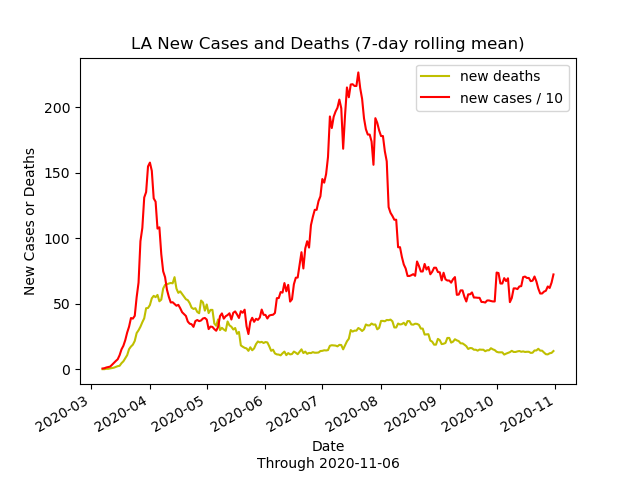 LA New Cases and Deaths (7-day rolling mean)
new deaths
new cases / 10
New Cases or Deaths
200
150
100
50
0
2020-03
2020-04
2020-05
2020-06
2020-07
2020-08
2020-09
2020-10
2020-11
Date
Through 2020-11-06